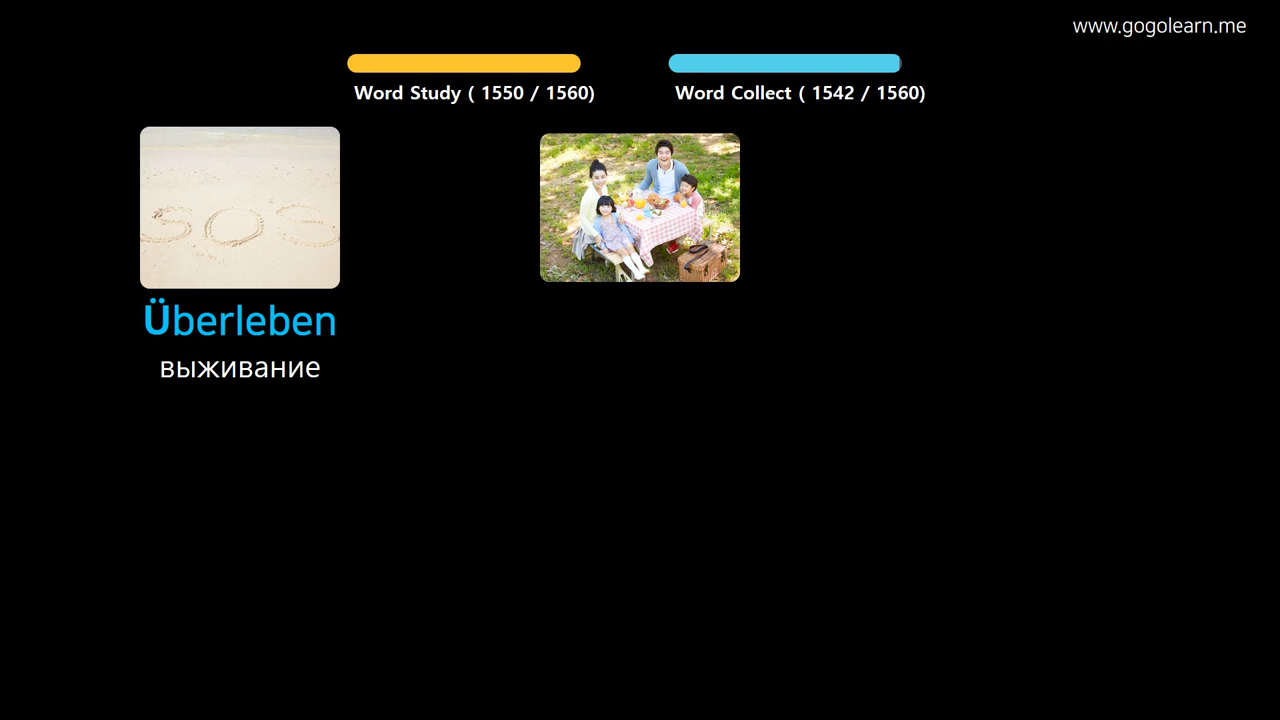 www.gogolearn.me
Word Study ( 1550 / 1560)
Word Collect ( 1542 / 1560)
SOS
Überleben
выживание